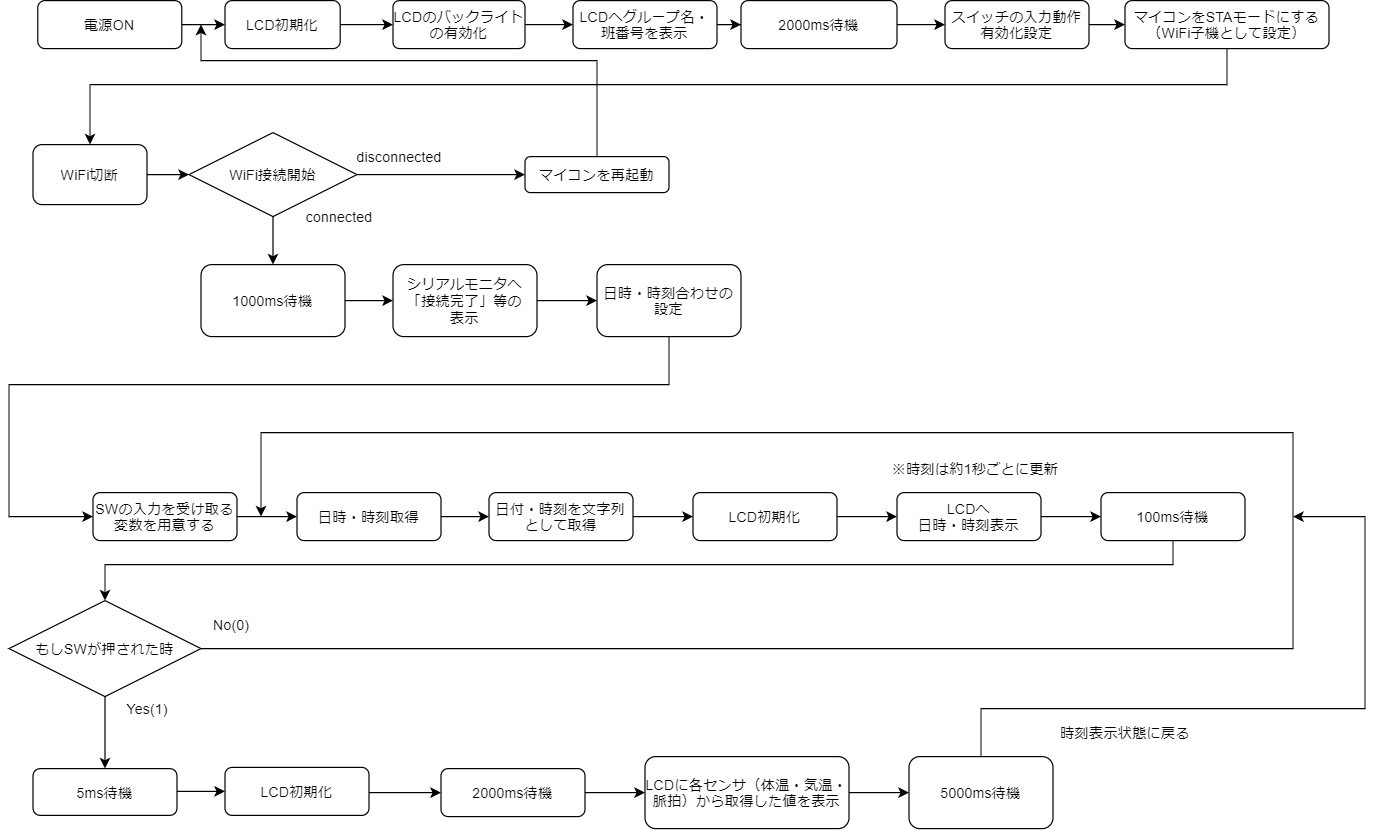 電源ON
LCD初期化
LCDのバックライト
の有効化
LCDへグループ名・
班番号を表示
2000ms待機
スイッチの入力動作
有効化設定
マイコンをSTAモードにする
（WiFi子機として設定）
WiFi切断
WiFi接続開始
disconnected
マイコンを再起動
connected
1000ms待機
シリアルモニタへ
「接続完了」等の
表示
日時・時刻合わせの
設定
※時刻は約1秒ごとに更新
SWの入力を受け取る
変数を用意する
日時・時刻取得
日付・時刻を文字列
として取得
LCD初期化
LCDへ
日時・時刻表示
100ms待機
もしSWが押された時
No(0)
Yes(1)
時刻表示状態に戻る
5ms待機
LCD初期化
2000ms待機
LCDに各センサ（体温・気温・
脈拍）から取得した値を表示
5000ms待機